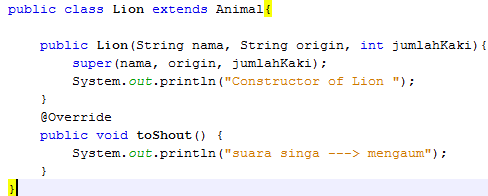 public class Lion extends Animal{
public Lion(String nama, String origin, int jumlahKaki){
super(nama, origin, jumlahKaki);
System.out.println("Constructor of Lion ");
}
@Override
public void toShout() {
System.out.println("suara singa ---> mengaum");
}
}